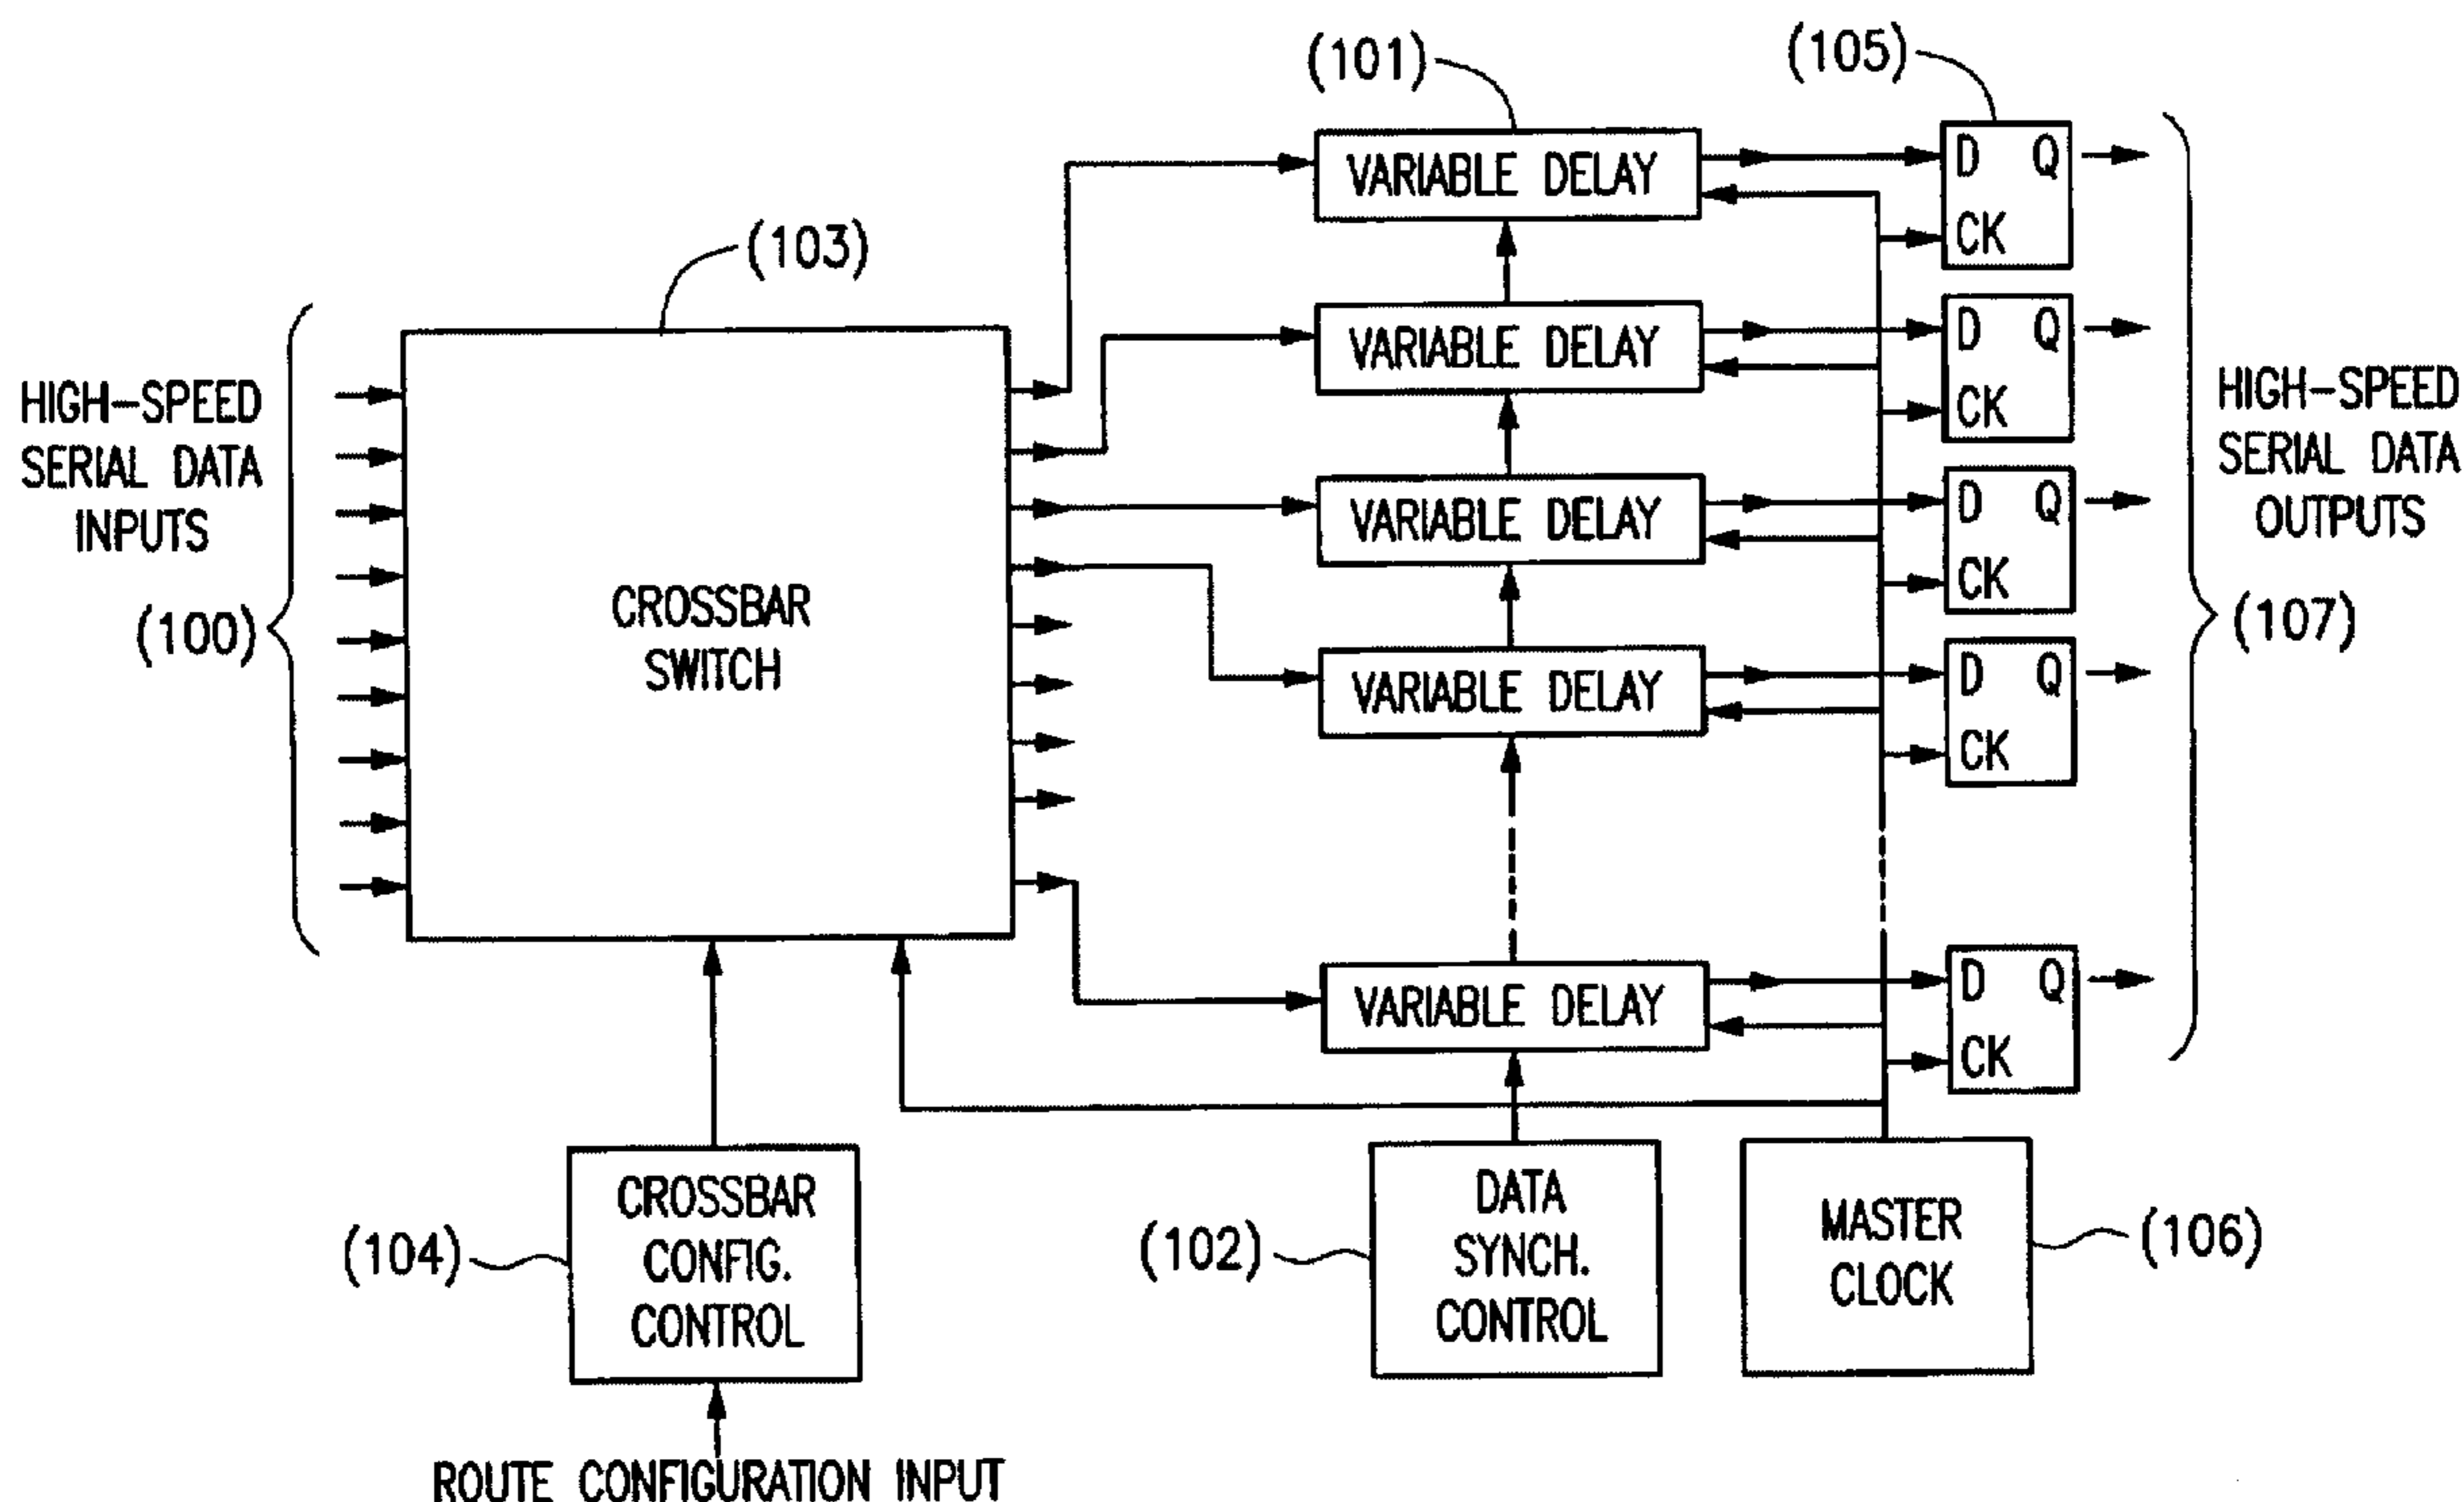 (101)
(105)
VARIABLE DELAY
D Q
CK
(103)
VARIABLE DELAY
D Q
CK
HIGH-SPEED
SERIAL DATA
INPUTS
(100)
CROSSBAR
SWITCH
VARIABLE DELAY
D Q
CK
VARIABLE DELAY
D Q
CK
HIGH-SPEED
SERIAL DATA
OUTPUTS
(107)
VARIABLE DELAY
D Q
CK
(104)
CROSSBAR
CONFIG.
CONTROL
(102)
DATA
SYNCH.
CONTROL
MASTER
CLOCK
(106)
ROUTE CONFIGURATION INPUT